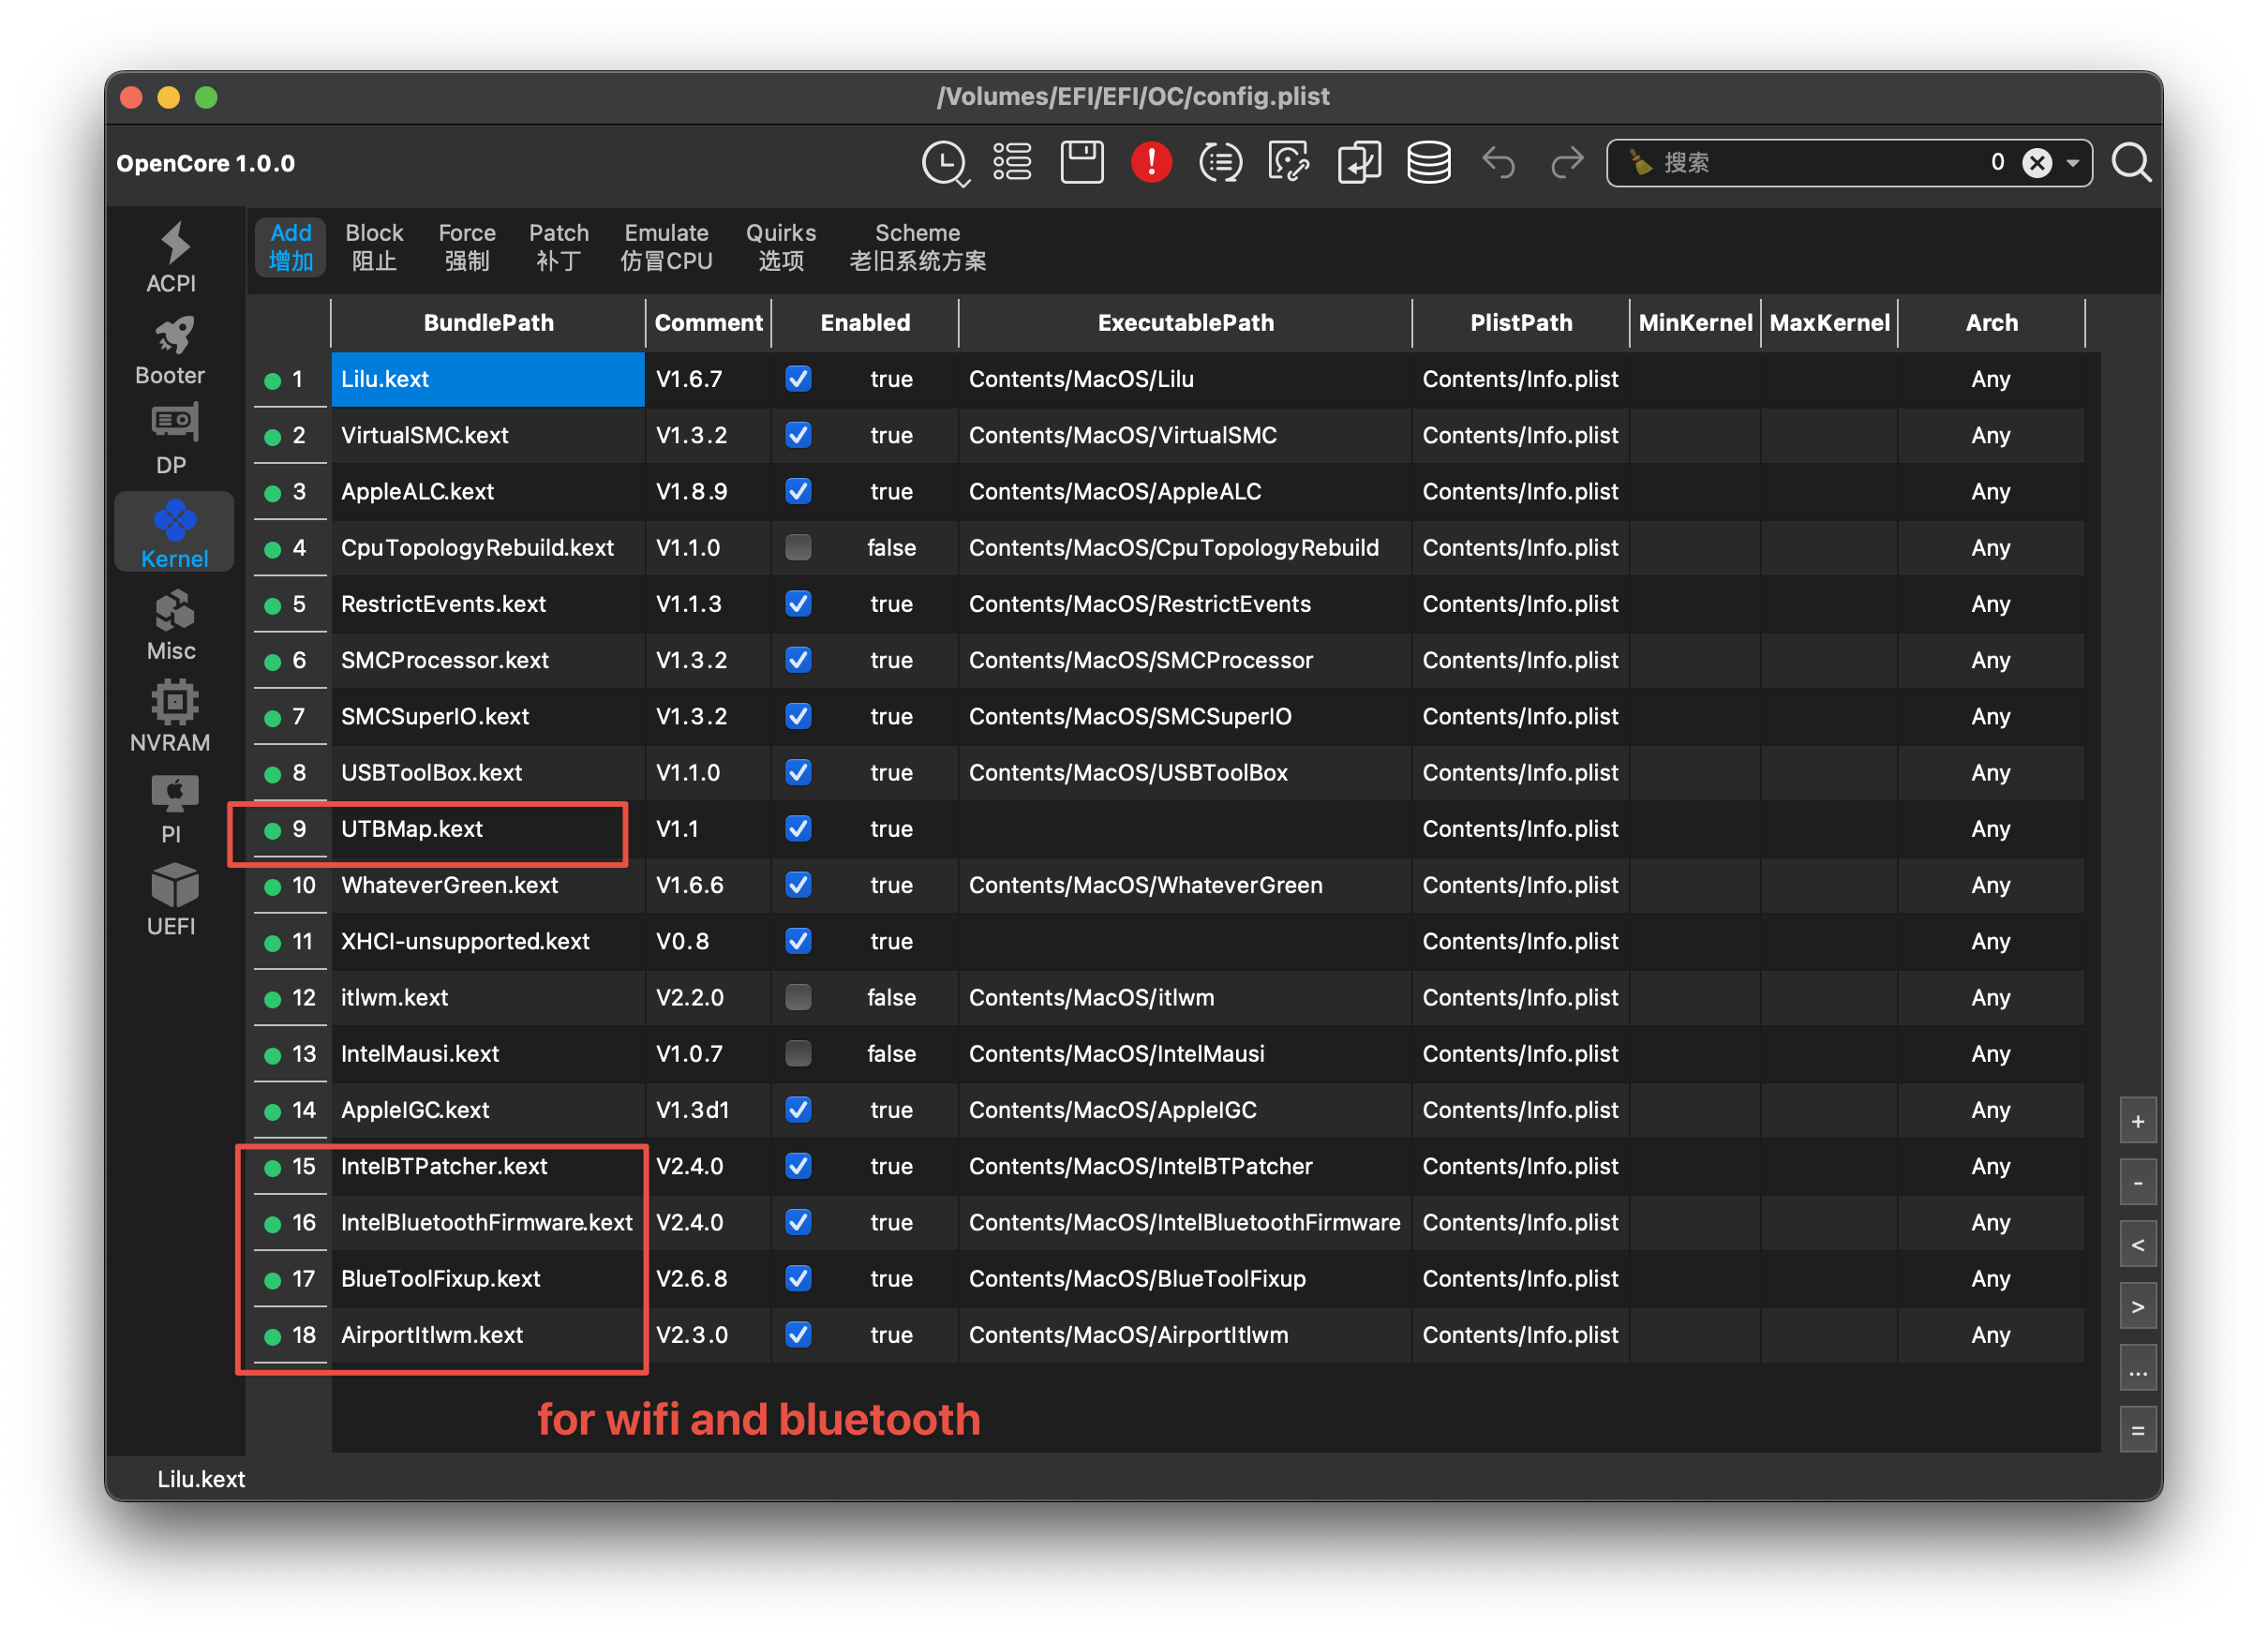 /Volumes/EFI/EFI/OC/config.plist
OpenCore 1.0.0
搜索 0
Add Block Force Patch Emulate Quirks Scheme
增加 阻止 强制 补丁 仿冒CPU 选项 老旧系统方案
ACPI
Booter
DP
Kernel
Misc
NVRAM
PI
UEFI
BundlePath Comment Enabled ExecutablePath PlistPath MinKernel MaxKernel Arch
1 Lilu.kext V1.6.7 true Contents/MacOS/Lilu Contents/Info.plist Any
2 VirtualSMC.kext V1.3.2 true Contents/MacOS/VirtualSMC Contents/Info.plist Any
3 AppleALC.kext V1.8.9 true Contents/MacOS/AppleALC Contents/Info.plist Any
4 CpuTopologyRebuild.kext V1.1.0 false Contents/MacOS/CpuTopologyRebuild Contents/Info.plist Any
5 RestrictEvents.kext V1.1.3 true Contents/MacOS/RestrictEvents Contents/Info.plist Any
6 SMCProcessor.kext V1.3.2 true Contents/MacOS/SMCProcessor Contents/Info.plist Any
7 SMCSuperIO.kext V1.3.2 true Contents/MacOS/SMCSuperIO Contents/Info.plist Any
8 USBToolBox.kext V1.1.0 true Contents/MacOS/USBToolBox Contents/Info.plist Any
9 UTBMap.kext V1.1 true Contents/Info.plist Any
10 WhateverGreen.kext V1.6.6 true Contents/MacOS/WhateverGreen Contents/Info.plist Any
11 XHCI-unsupported.kext V0.8 true Contents/Info.plist Any
12 itlwm.kext V2.2.0 false Contents/MacOS/itlwm Contents/Info.plist Any
13 IntelMausi.kext V1.0.7 false Contents/MacOS/IntelMausi Contents/Info.plist Any
14 AppleIGC.kext V1.3d1 true Contents/MacOS/AppleIGC Contents/Info.plist Any
15 IntelBTPatcher.kext V2.4.0 true Contents/MacOS/IntelBTPatcher Contents/Info.plist Any
16 IntelBluetoothFirmware.kext V2.4.0 true Contents/MacOS/IntelBluetoothFirmware Contents/Info.plist Any
17 BlueToolFixup.kext V2.6.8 true Contents/MacOS/BlueToolFixup Contents/Info.plist Any
18 AirportItlwm.kext V2.3.0 true Contents/MacOS/AirportItlwm Contents/Info.plist Any
+
-
<
>
...
=
for wifi and bluetooth
Lilu.kext